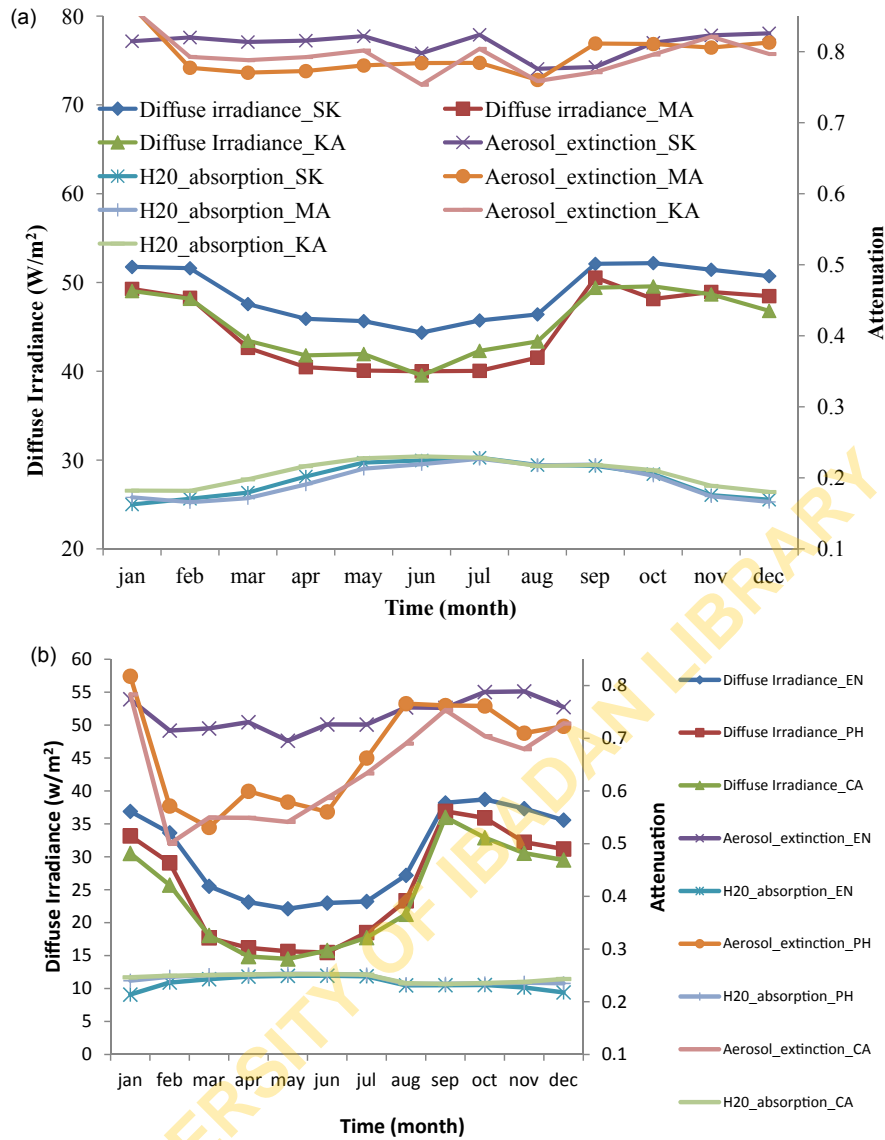 (a)
80
70
60
50
40
30
20
Diffuse Irradiance (W/m²)
0.8
0.8
0.7
0.6
0.5
0.4
0.3
0.2
0.1
Attenuation
Diffuse irradiance_SK
Diffuse irradiance_MA
Diffuse Irradiance_KA
Aerosol_extinction_SK
H20_absorption_SK
Aerosol_extinction_MA
H20_absorption_MA
Aerosol_extinction_KA
H20_absorption_KA
jan feb mar apr may jun jul aug sep oct nov dec
Time (month)
(b)
60
55
50
45
40
35
30
25
20
15
10
5
0
Diffuse Irradiance (w/m²)
0.8
0.7
0.6
0.5
0.4
0.3
0.2
0.1
Attenuation
jan feb mar apr may jun jul aug sep oct nov dec
Time (month)
Diffuse Irradiance_EN
Diffuse Irradiance_PH
Diffuse Irradiance_CA
Aerosol_extinction_EN
H20_absorption_EN
Aerosol_extinction_PH
H20_absorption_PH
Aerosol_extinction_CA
H20_absorption_CA
ERSITY OF IBADAN LIBRARY